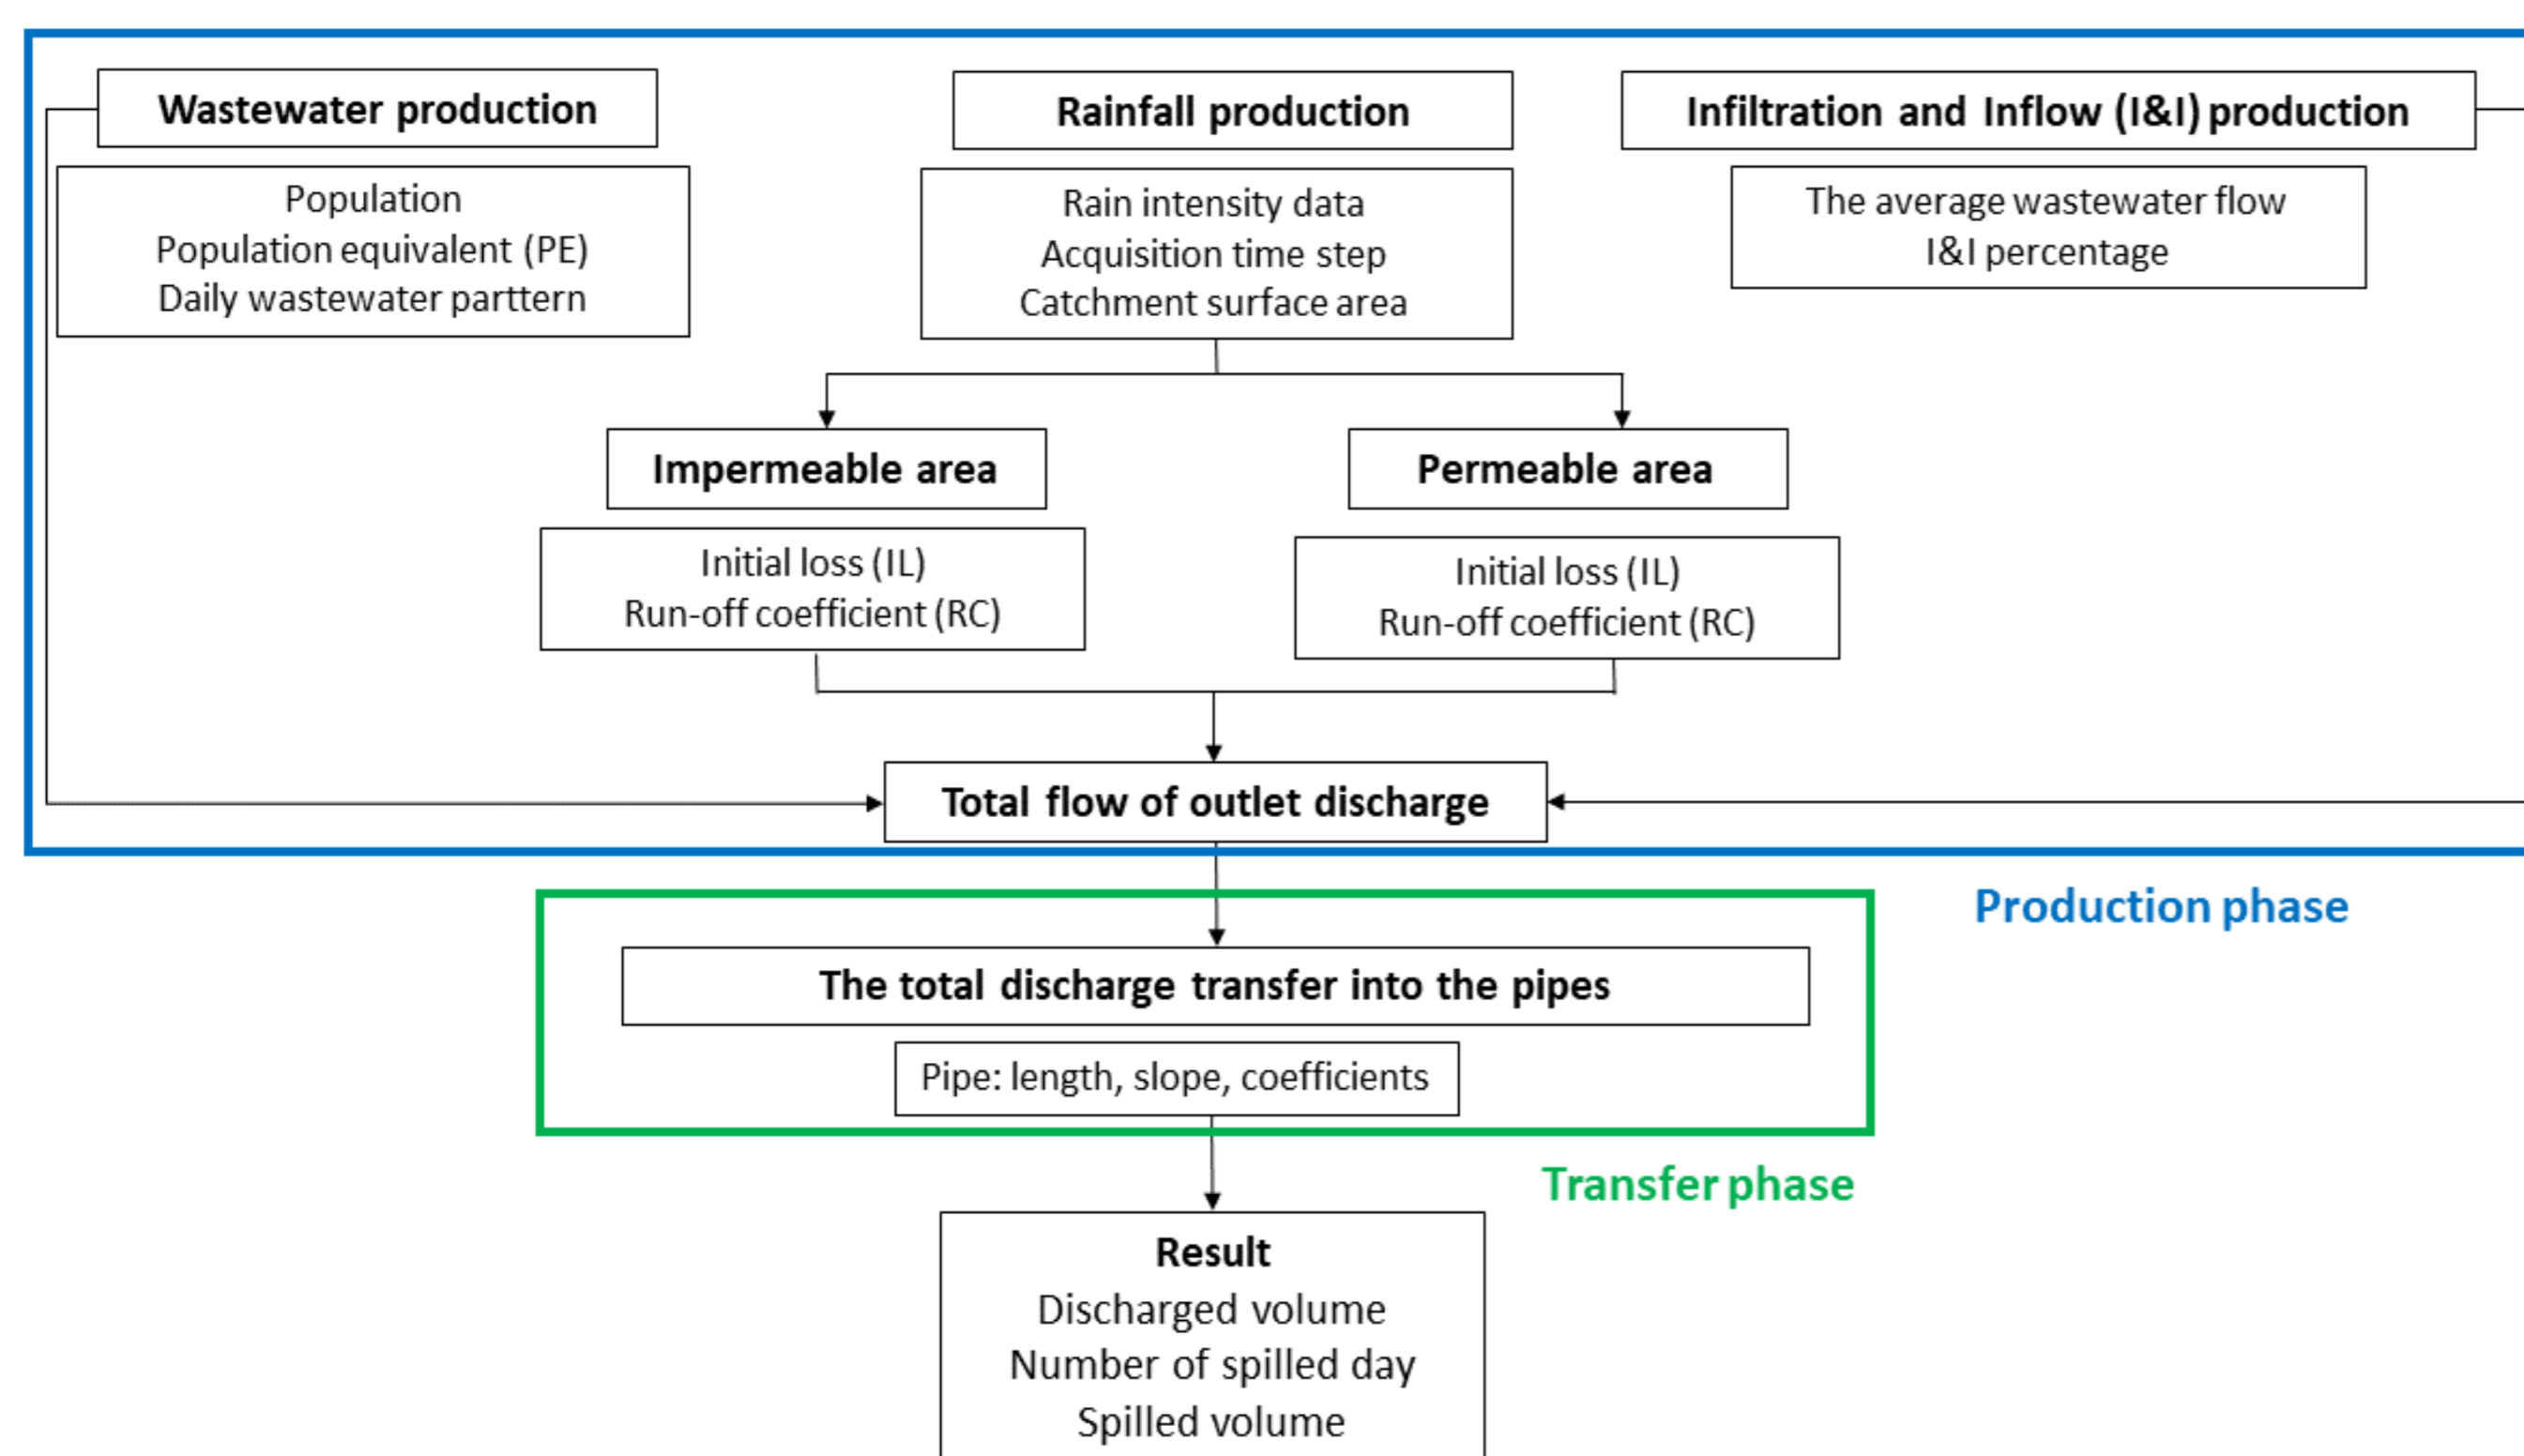 Wastewater production
Population
Population equivalent (PE)
Daily wastewater parttern
Rainfall production
Rain intensity data
Acquisition time step
Catchment surface area
Infiltration and Inflow (I&I) production
The average wastewater flow
I&I percentage
Impermeable area
Initial loss (IL)
Run-off coefficient (RC)
Permeable area
Initial loss (IL)
Run-off coefficient (RC)
Total flow of outlet discharge
Production phase
The total discharge transfer into the pipes
Pipe: length, slope, coefficients
Transfer phase
Result
Discharged volume
Number of spilled day
Spilled volume